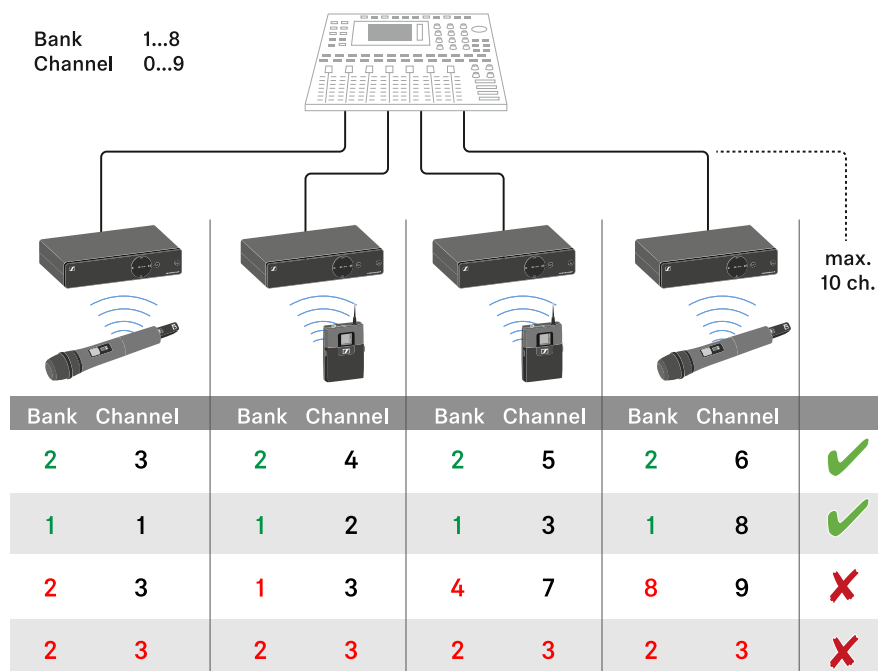 Bank 1...8
Channel 0...9
max.
10 ch.
Bank Channel Bank Channel Bank Channel Bank Channel
2 3 2 4 2 5 2 6
1 1 1 2 1 3 1 8
2 3 1 3 4 7 8 9
2 3 2 3 2 3 2 3